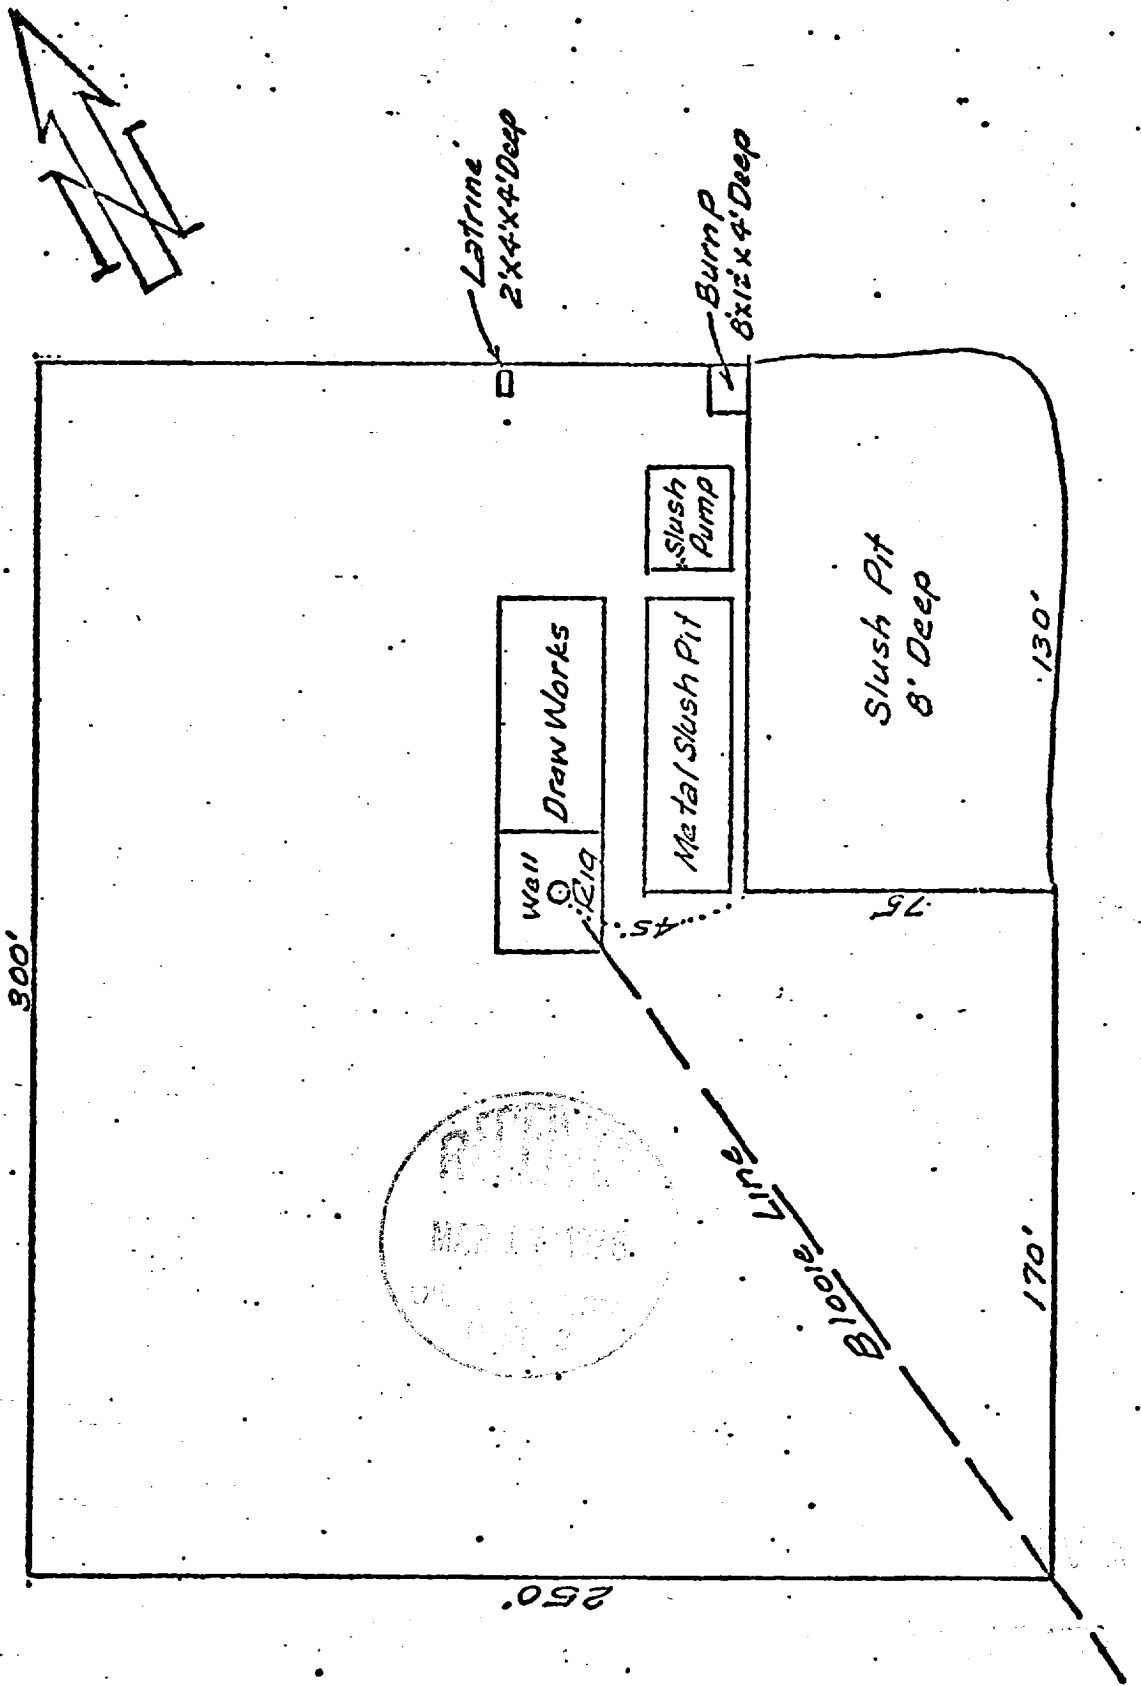 300'
Latrine
2'X4'X4' Deep
Burn P
8'x12'x4' Deep
Well
Rig
Draw Works
Slush
Pump
Metal Slush Pit
Slush Pit
8' Deep
45'
75'
130'
Blooie Line
170'
250'
N